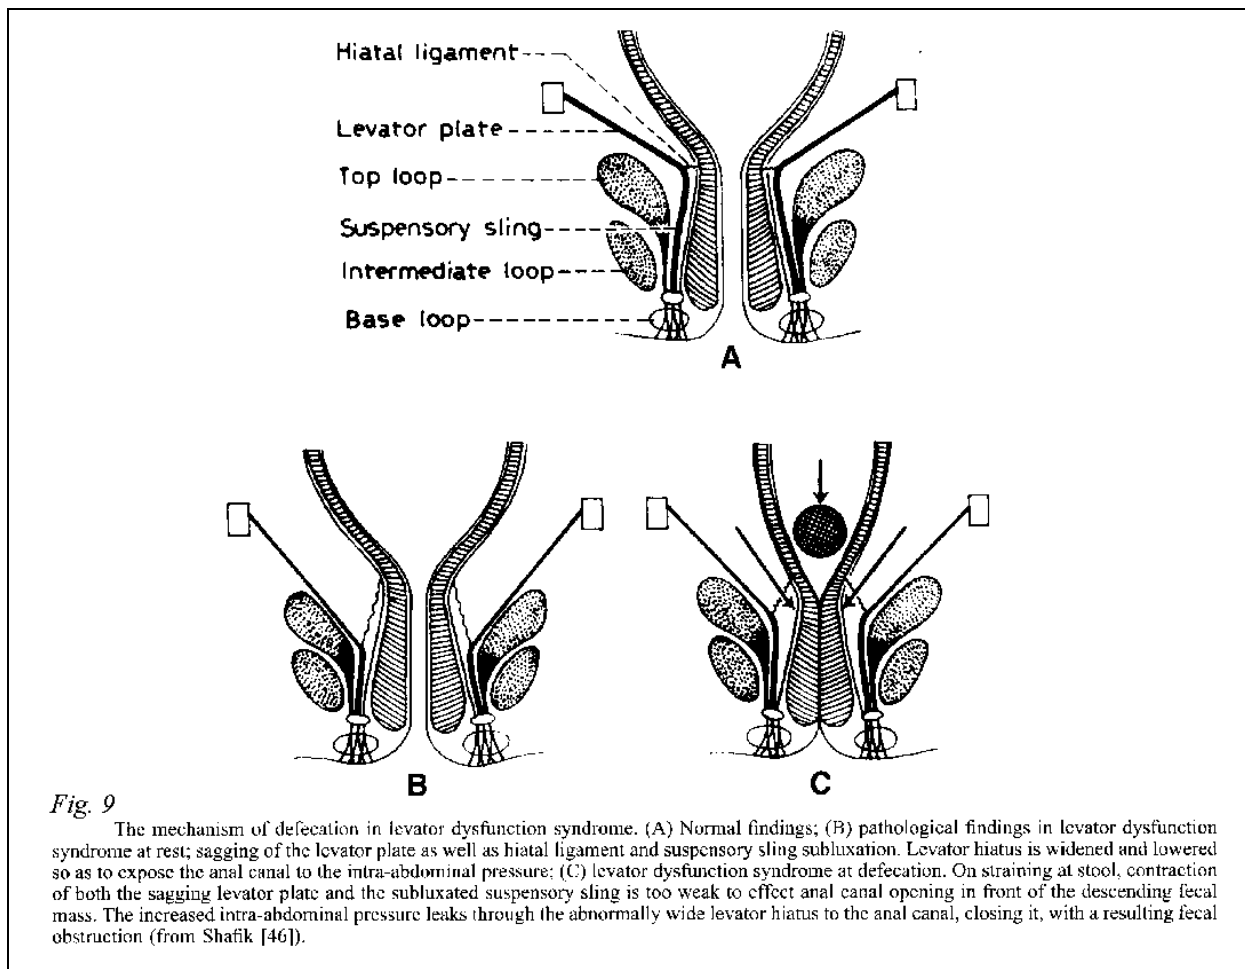 Hiatal ligament
Levator plate
Top loop
Suspensory sling
Intermediate loop
Base loop
A
B
C
Fig. 9
The mechanism of defecation in levator dysfunction syndrome. (A) Normal findings; (B) pathological findings in levator dysfunction
syndrome at rest; sagging of the levator plate as well as hiatal ligament and suspensory sling subluxation. Levator hiatus is widened and lowered
so as to expose the anal canal to the intra-abdominal pressure; (C) levator dysfunction syndrome at defecation. On straining at stool, contraction
of both the sagging levator plate and the subluxated suspensory sling is too weak to effect anal canal opening in front of the descending fecal
mass. The increased intra-abdominal pressure leaks through the abnormally wide levator hiatus to the anal canal, closing it, with a resulting fecal
obstruction (from Shafik [46]).